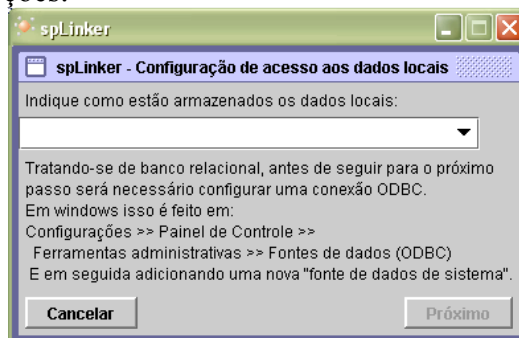 ções.
spLinker
spLinker - Configuração de acesso aos dados locais
Indique como estão armazenados os dados locais:
Tratando-se de banco relacional, antes de seguir para o próximo
passo será necessário configurar uma conexão ODBC.
Em windows isso é feito em:
Configurações >> Painel de Controle >>
Ferramentas administrativas >> Fontes de dados (ODBC)
E em seguida adicionando uma nova "fonte de dados de sistema".
Cancelar Próximo